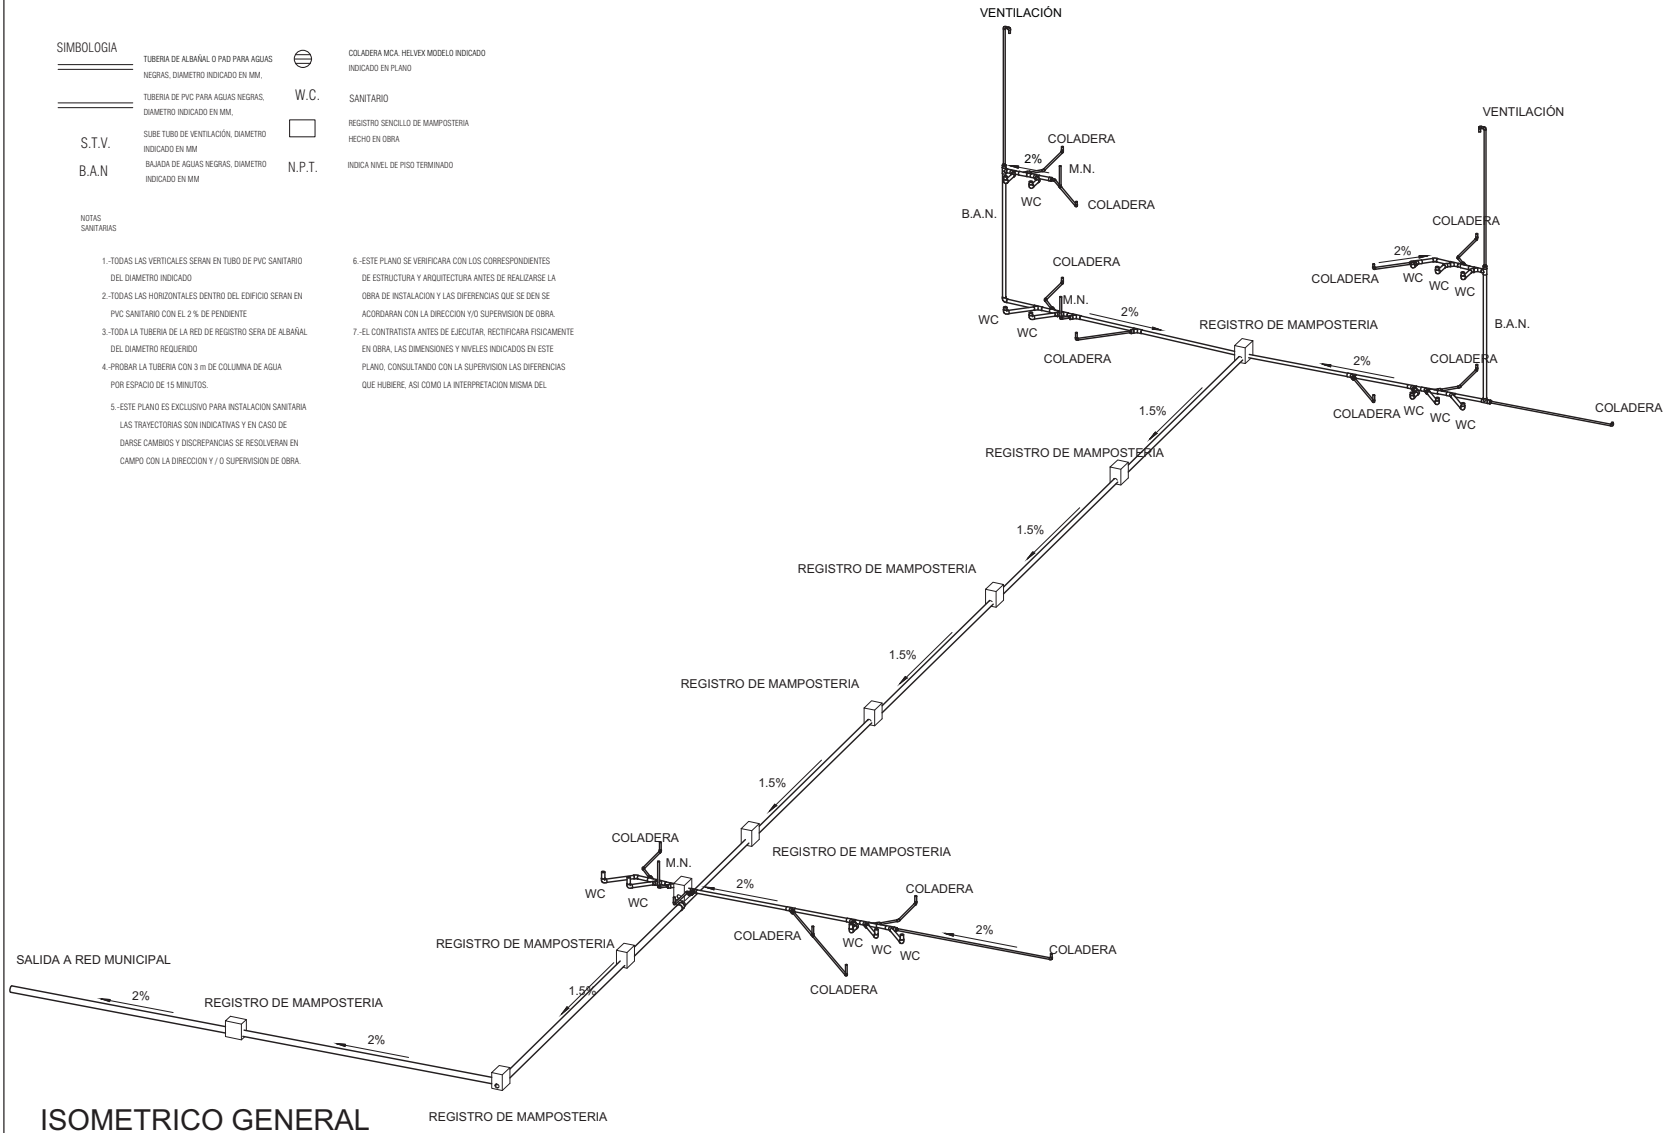 SIMBOLOGIA
TUBERIA DE ALBAÑAL O PAD PARA AGUAS
NEGRAS, DIAMETRO INDICADO EN MM,
TUBERIA DE PVC PARA AGUAS NEGRAS,
DIAMETRO INDICADO EN MM,
S.T.V.
SUBE TUBO DE VENTILACIÓN, DIAMETRO
INDICADO EN MM
B.A.N
BAJADA DE AGUAS NEGRAS, DIAMETRO
INDICADO EN MM
COLADERA MCA. HELVEX MODELO INDICADO
INDICADO EN PLANO
W.C.
SANITARIO
REGISTRO SENCILLO DE MAMPOSTERIA
HECHO EN OBRA
N.P.T.
INDICA NIVEL DE PISO TERMINADO
NOTAS
SANITARIAS
1.-TODAS LAS VERTICALES SERAN EN TUBO DE PVC SANITARIO
DEL DIAMETRO INDICADO
2.-TODAS LAS HORIZONTALES DENTRO DEL EDIFICIO SERAN EN
PVC SANITARIO CON EL 2 % DE PENDIENTE
3.-TODA LA TUBERIA DE LA RED DE REGISTRO SERA DE ALBAÑAL
DEL DIAMETRO REQUERIDO
4.-PROBAR LA TUBERIA CON 3 m DE COLUMNA DE AGUA
POR ESPACIO DE 15 MINUTOS.
5.-ESTE PLANO ES EXCLUSIVO PARA INSTALACION SANITARIA
LAS TRAYECTORIAS SON INDICATIVAS Y EN CASO DE
DARSE CAMBIOS Y DISCREPANCIAS SE RESOLVERAN EN
CAMPO CON LA DIRECCION Y / O SUPERVISION DE OBRA.
6.-ESTE PLANO SE VERIFICARA CON LOS CORRESPONDIENTES
DE ESTRUCTURA Y ARQUITECTURA ANTES DE REALIZARSE LA
OBRA DE INSTALACION Y LAS DIFERENCIAS QUE SE DEN SE
ACORDARAN CON LA DIRECCION Y/O SUPERVISION DE OBRA.
7.-EL CONTRATISTA ANTES DE EJECUTAR, RECTIFICARA FISICAMENTE
EN OBRA, LAS DIMENSIONES Y NIVELES INDICADOS EN ESTE
PLANO, CONSULTANDO CON LA SUPERVISION LAS DIFERENCIAS
QUE HUBIERE, ASI COMO LA INTERPRETACION MISMA DEL
VENTILACIÓN
COLADERA
2%
M.N.
WC
COLADERA
B.A.N.
COLADERA
M.N.
2%
WC
WC
COLADERA
VENTILACIÓN
COLADERA
2%
COLADERA
WC
WC
WC
B.A.N.
REGISTRO DE MAMPOSTERIA
2%
COLADERA
COLADERA
WC
WC
WC
COLADERA
1.5%
REGISTRO DE MAMPOSTERIA
1.5%
REGISTRO DE MAMPOSTERIA
1.5%
REGISTRO DE MAMPOSTERIA
1.5%
REGISTRO DE MAMPOSTERIA
COLADERA
M.N.
WC
WC
2%
COLADERA
COLADERA
WC
WC
WC
2%
COLADERA
COLADERA
REGISTRO DE MAMPOSTERIA
1.5%
SALIDA A RED MUNICIPAL
2%
REGISTRO DE MAMPOSTERIA
2%
REGISTRO DE MAMPOSTERIA
ISOMETRICO GENERAL